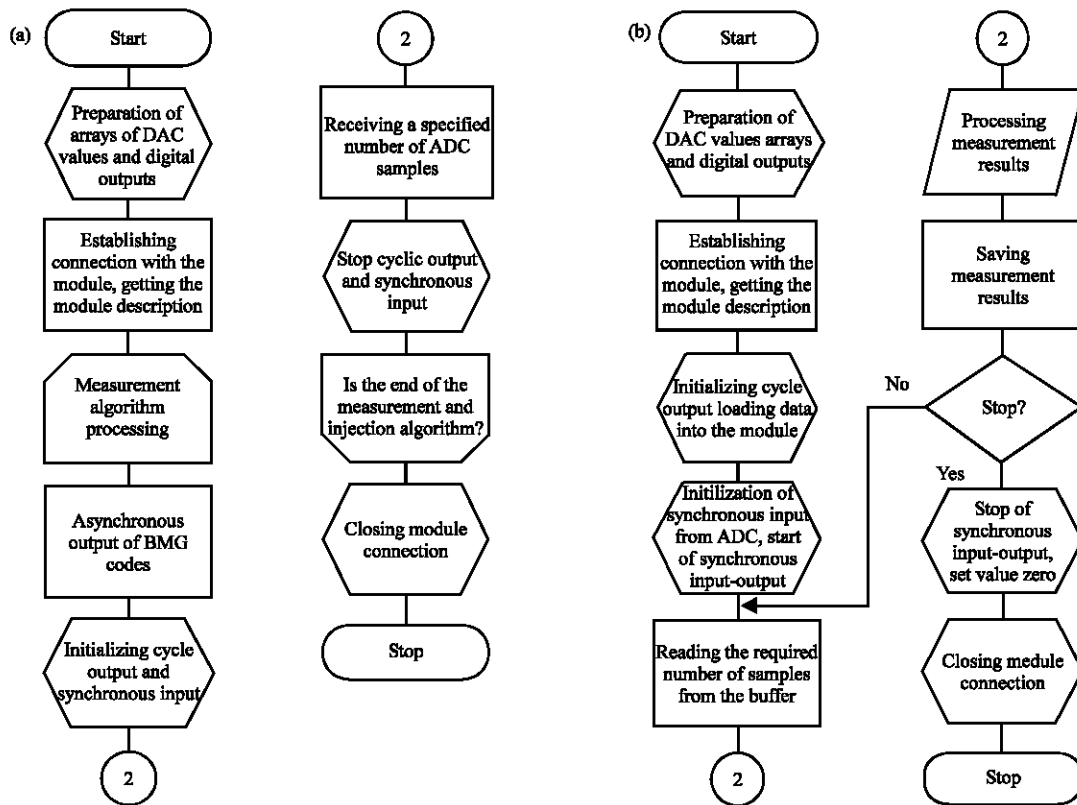 (a)
Start
Preparation of
arrays of DAC
values and digital
outputs
Establishing
connection with the
module, getting the
module description
Measurement
algorithm
processing
Asynchronous
output of BMG
codes
Initializing cycle
output and
synchronous input
2
2
Receiving a specified
number of ADC
samples
Stop cyclic output
and synchronous
input
Is the end of the
measurement and
injection algorithm?
Closing module
connection
Stop
(b)
Start
Preparation of
DAC values arrays
and digital outputs
Establishing
connection with the
module, getting the
module description
Initializing cycle
output loading data
into the module
Initilization of
synchronous input
from ADC, start
of synchronous
input-output
Reading the required
number of samples
from the buffer
2
2
Processing
measurement
results
Saving
measurement
results
No
Stop?
Yes
Stop of
synchronous
input-output,
set value zero
Closing medule
connection
Stop